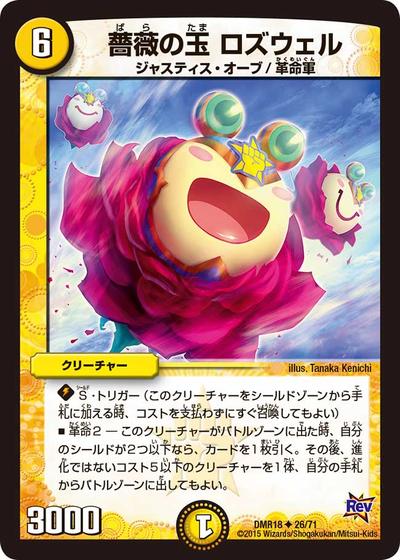 6
薔薇の玉 ロズウェル
ばら たま
ジャスティス・オーブ / 革命軍
かくめいぐん
クリーチャー
illus. Tanaka Kenichi
S・トリガー (このクリーチャーをシールドゾーンから手
札に加える時、コストを支払わずにすぐ召喚してもよい)
■ 革命2 ― このクリーチャーがバトルゾーンに出た時、自分
のシールドが2つ以下なら、カードを1枚引く。その後、進
化ではないコスト5以下のクリーチャーを1体、自分の手札
からバトルゾーンに出してもよい。
3000
1
DMR18 ◆ 26/71
©2015 Wizards/Shogakukan/Mitsui-Kids
Rev